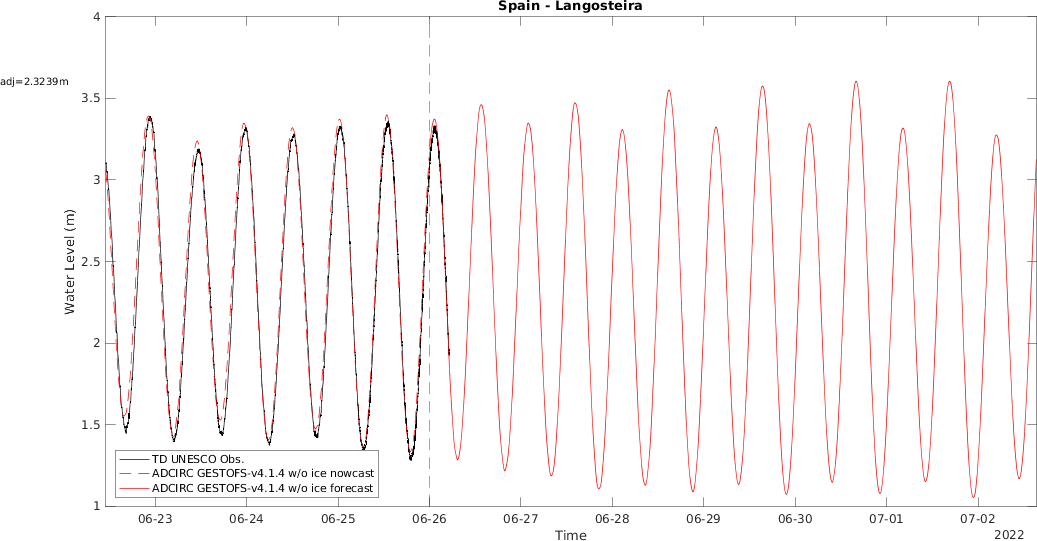 Spain - Langosteira
adj=2.3239m
Water Level (m)
4
3.5
3
2.5
2
1.5
1
TD UNESCO Obs.
ADCIRC GESTOFS-v4.1.4 w/o ice nowcast
ADCIRC GESTOFS-v4.1.4 w/o ice forecast
06-23 06-24 06-25 06-26 06-27 06-28 06-29 06-30 07-01 07-02
Time
2022